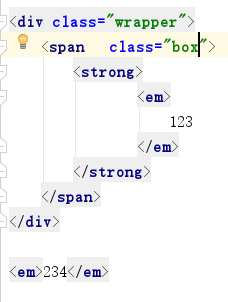 <div class="wrapper">
    <span   class="box">
        <strong>
            <em>
                123
            </em>
        </strong>
    </span>
</div>

<em>234</em>